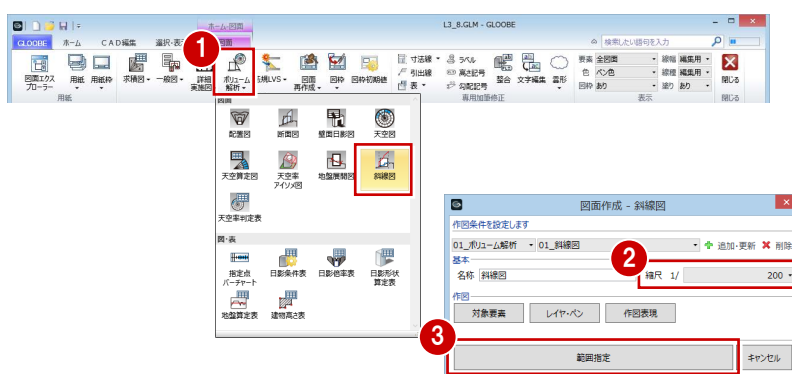 L3_8.GLM - GLOOBE
ホーム-図面
GLOOBE ホーム CAD編集 図面
検索したい語句を入力
1
図面エクスプローラー 用紙 用紙枠 求積図 一般図 詳細実施図 ボリューム解析 LVS 図面再作成 図枠 図枠初期値
寸法線 ラベル
引出線 高さ記号
表 勾配記号
整合 文字編集 雲形
要素 全図面 線幅 編集用
色 ペン色 線種 編集用
図枠 あり 塗り あり
閉じる
用紙 専用加筆修正 表示 閉じる
図面
配置図 断面図 壁面日影図 天空図
天空算定図 天空率アイソメ図 地盤展開図 斜線図
天空率判定表
図・表
指定点バーチャート 日影条件表 日影倍率表 日影形状算定表
地盤算定表 建物高さ表
図面作成 - 斜線図
作図条件を設定します
01_ボリューム解析 01_斜線図 追加・更新 削除
2
基本
名称 斜線図 縮尺 1/ 200
作図
対象要素 レイヤ・ペン 作図表現
3
範囲指定 キャンセル